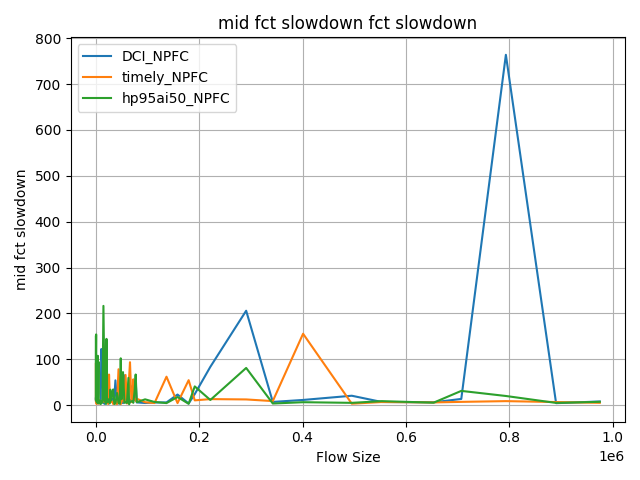 mid fct slowdown fct slowdown
DCI_NPFC
timely_NPFC
hp95ai50_NPFC
mid fct slowdown
800
700
600
500
400
300
200
100
0
0.0 0.2 0.4 0.6 0.8 1.0
1e6
Flow Size